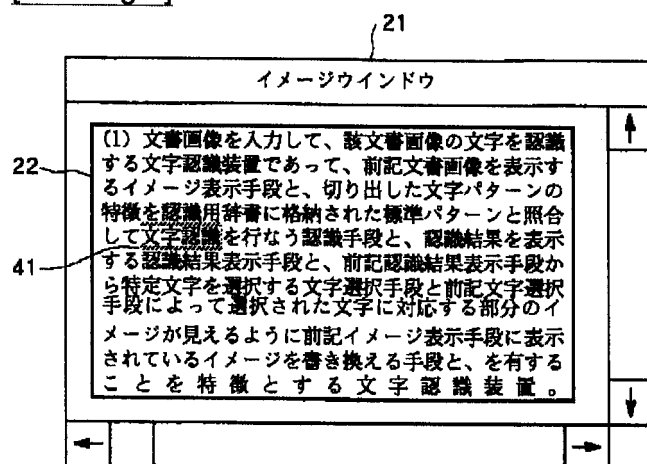 21
イメージウインドウ
22
(1) 文書画像を入力して、該文書画像の文字を認識
する文字認識装置であって、前記文書画像を表示す
るイメージ表示手段と、切り出した文字パターンの
特徴を認識用辞書に格納された標準パターンと照合
して文字認識を行なう認識手段と、認識結果を表示
41
する認識結果表示手段と、前記認識結果表示手段か
ら特定文字を選択する文字選択手段と前記文字選択
手段によって選択された文字に対応する部分のイ
メージが見えるように前記イメージ表示手段に表示
されているイメージを書き換える手段と、を有する
ことを特徴とする文字認識装置。